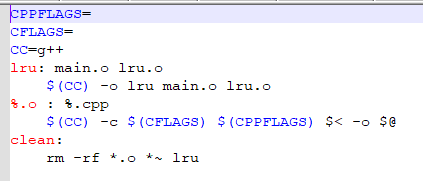 CPPFLAGS=
CFLAGS=
CC=g++
lru: main.o lru.o
    $(CC) -o lru main.o lru.o
%.o : %.cpp
    $(CC) -c $(CFLAGS) $(CPPFLAGS) $< -o $@
clean:
    rm -rf *.o *~ lru